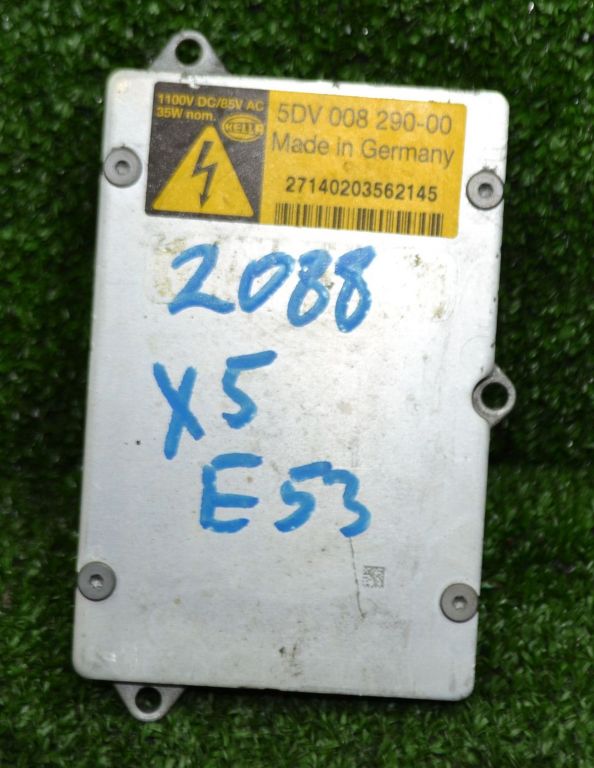 1100V DC/85V AC
35W nom.
HELLA
5DV 008 290-00
Made in Germany
27140203562145
2088
X5
E53